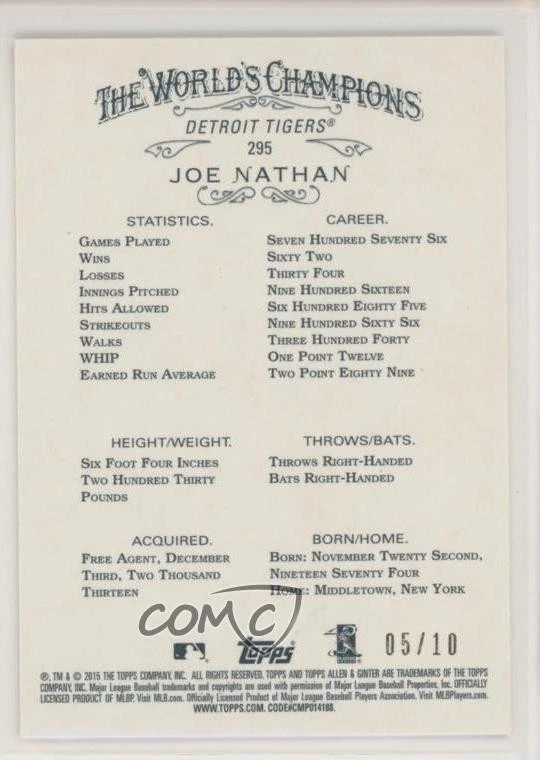 THE WORLD'S CHAMPIONS
DETROIT TIGERS®
295
JOE NATHAN
STATISTICS. CAREER.
GAMES PLAYED SEVEN HUNDRED SEVENTY SIX
WINS SIXTY TWO
LOSSES THIRTY FOUR
INNINGS PITCHED NINE HUNDRED SIXTEEN
HITS ALLOWED SIX HUNDRED EIGHTY FIVE
STRIKEOUTS NINE HUNDRED SIXTY SIX
WALKS THREE HUNDRED FORTY
WHIP ONE POINT TWELVE
EARNED RUN AVERAGE TWO POINT EIGHTY NINE
HEIGHT/WEIGHT.
SIX FOOT FOUR INCHES
TWO HUNDRED THIRTY
POUNDS
THROWS/BATS.
THROWS RIGHT-HANDED
BATS RIGHT-HANDED
ACQUIRED.
FREE AGENT, DECEMBER
THIRD, TWO THOUSAND
THIRTEEN
BORN/HOME.
BORN: NOVEMBER TWENTY SECOND,
NINETEEN SEVENTY FOUR
HOME: MIDDLETOWN, NEW YORK
COMC
Topps
05/10
®, TM & © 2015 THE TOPPS COMPANY, INC. ALL RIGHTS RESERVED. TOPPS AND TOPPS ALLEN & GINTER ARE TRADEMARKS OF THE TOPPS
COMPANY, INC. Major League Baseball trademarks and copyrights are used with permission of Major League Baseball Properties, Inc. OFFICIALLY
LICENSED PRODUCT OF MLBP. Visit MLB.com. Officially Licensed Product of Major League Baseball Players Association. Visit MLBPlayers.com.
WWW.TOPPS.COM. CODE#CMP014188.